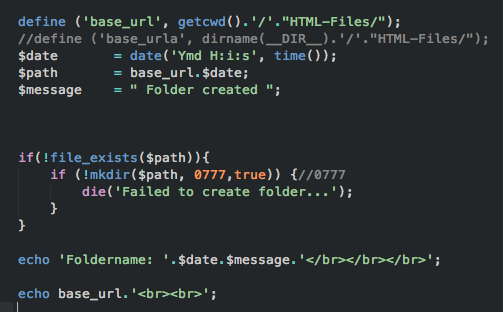 define ('base_url', getcwd().'/'."HTML-Files/");
//define ('base_urla', dirname(__DIR__).'/'."HTML-Files/");
$date       = date('Ymd H:i:s', time());
$path       = base_url.$date;
$message    = " Folder created ";
if(!file_exists($path)){
    if (!mkdir($path, 0777,true)) {//0777
        die('Failed to create folder...');
    }
}
echo 'Foldername: '.$date.$message.'</br></br></br>';
echo base_url.'<br><br>';